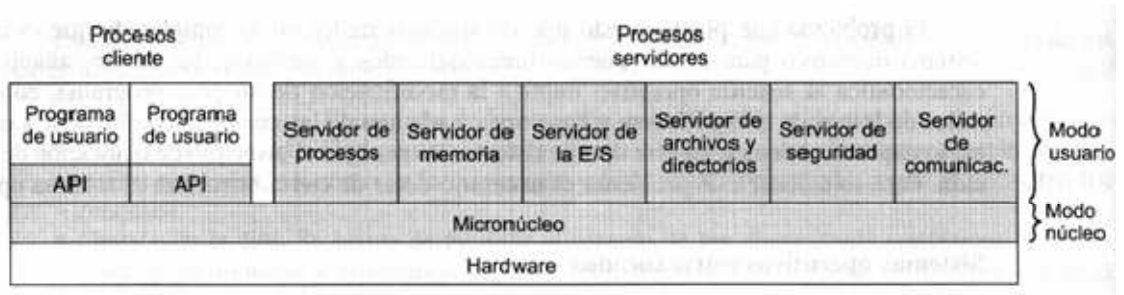 Procesos
cliente
Procesos
servidores
Programa
de usuario
API
Programa
de usuario
API
Servidor de
procesos
Servidor de
memoria
Servidor de
la E/S
Servidor de
archivos y
directorios
Servidor de
seguridad
Servidor
de
comunicac.
Modo
usuario
Micronúcleo
Modo
núcleo
Hardware